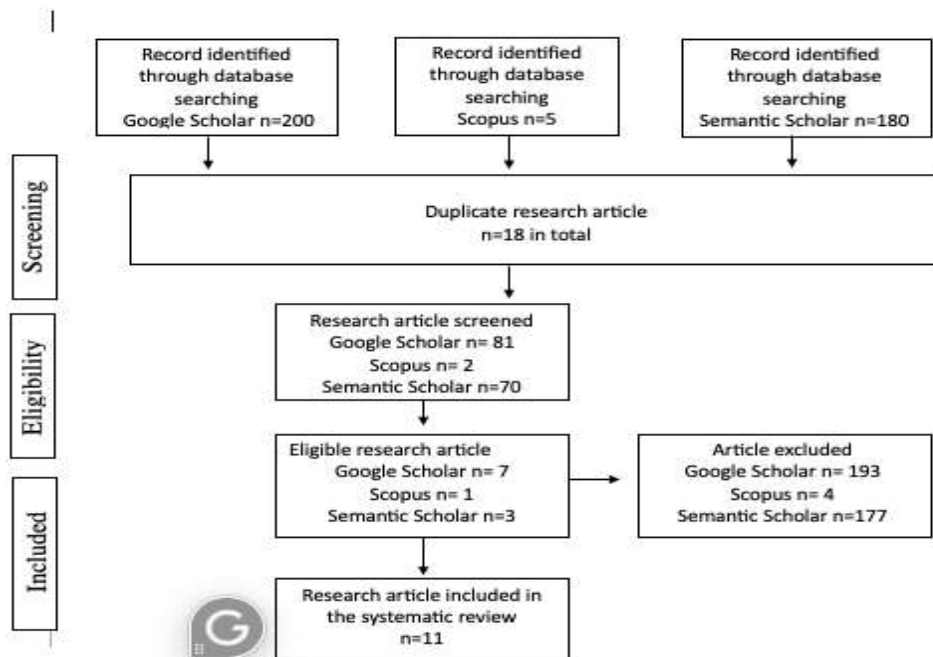 Record identified
through database
searching
Google Scholar n=200
Record identified
through database
searching
Scopus n=5
Record identified
through database
searching
Semantic Scholar n=180
Screening
Duplicate research article
n=18 in total
Eligibility
Research article screened
Google Scholar n= 81
Scopus n= 2
Semantic Scholar n=70
Eligible research article
Google Scholar n= 7
Scopus n= 1
Semantic Scholar n=3
Article excluded
Google Scholar n= 193
Scopus n= 4
Semantic Scholar n=177
Included
Research article included in
the systematic review
n=11
G